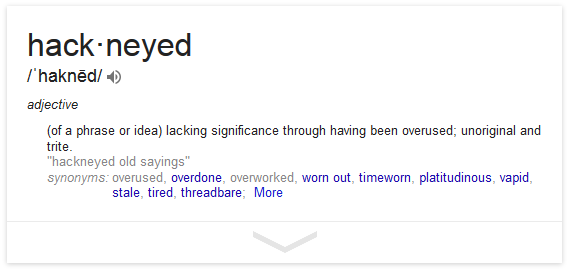 hack·neyed
/ˈhaknēd/
adjective
(of a phrase or idea) lacking significance through having been overused; unoriginal and
trite.
"hackneyed old sayings"
synonyms: overused, overdone, overworked, worn out, timeworn, platitudinous, vapid,
stale, tired, threadbare; More